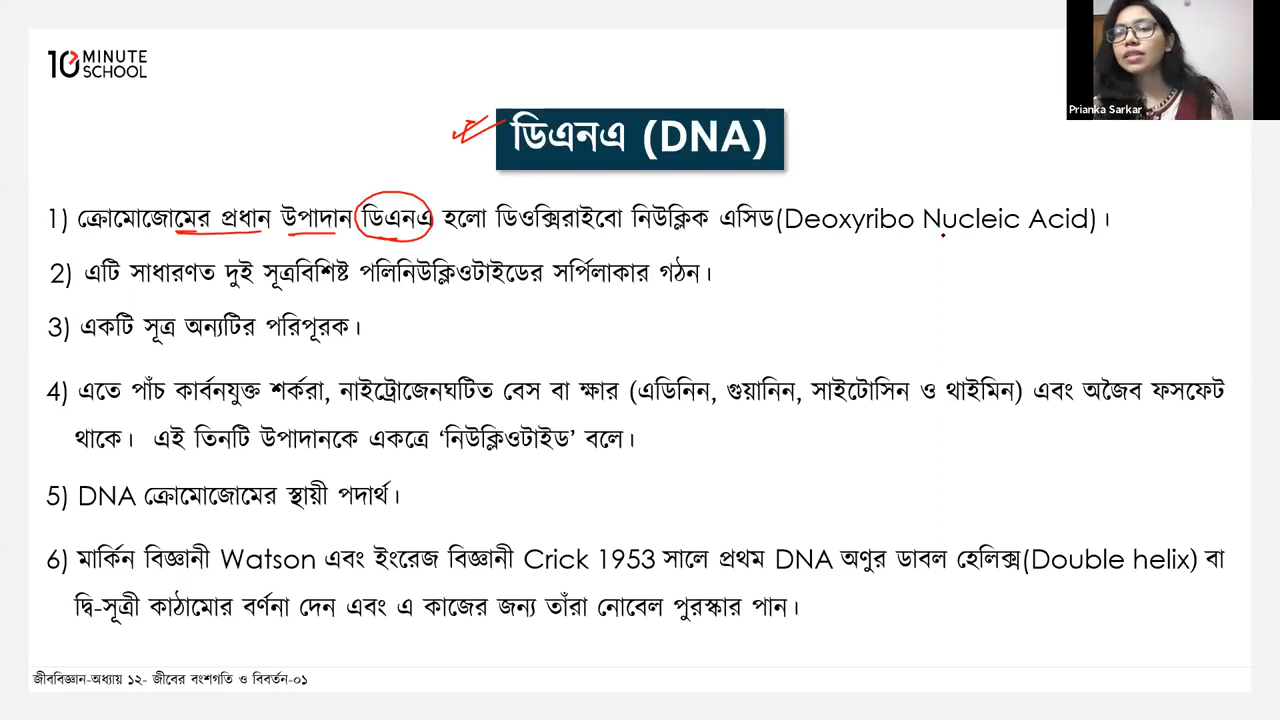 10 MINUTE
SCHOOL
Prianka Sarkar
ডিএনএ (DNA)
1) ক্রোমোজোমের প্রধান উপাদান ডিএনএ হলো ডিওক্সিরাইবো নিউক্লিক এসিড(Deoxyribo Nucleic Acid)।
2) এটি সাধারণত দুই সূত্রবিশিষ্ট পলিনিউক্লিওটাইডের সর্পিলাকার গঠন।
3) একটি সূত্র অন্যটির পরিপূরক।
4) এতে পাঁচ কার্বনযুক্ত শর্করা, নাইট্রোজেনঘটিত বেস বা ক্ষার (এডিনিন, গুয়ানিন, সাইটোসিন ও থাইমিন) এবং অজৈব ফসফেট
থাকে। এই তিনটি উপাদানকে একত্রে ‘নিউক্লিওটাইড’ বলে।
5) DNA ক্রোমোজোমের স্থায়ী পদার্থ।
6) মার্কিন বিজ্ঞানী Watson এবং ইংরেজ বিজ্ঞানী Crick 1953 সালে প্রথম DNA অণুর ডাবল হেলিক্স(Double helix) বা
দ্বি-সূত্রী কাঠামোর বর্ণনা দেন এবং এ কাজের জন্য তাঁরা নোবেল পুরস্কার পান।
জীববিজ্ঞান-অধ্যায় ১২- জীবের বংশগতি ও বিবর্তন-০১